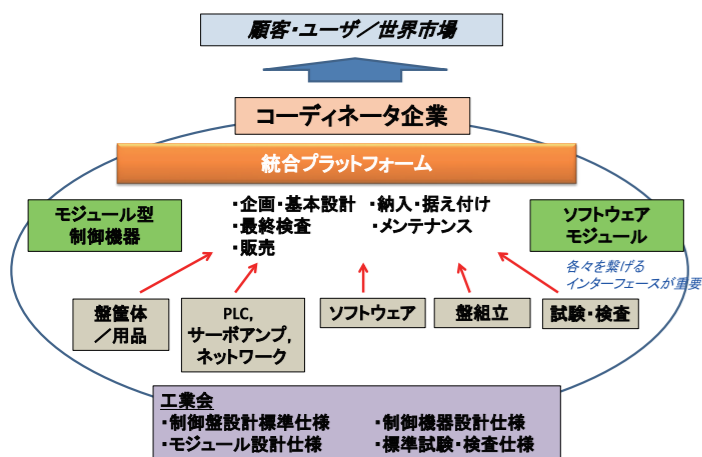 顧客・ユーザ／世界市場
コーディネータ企業
統合プラットフォーム
モジュール型
制御機器
・企画・基本設計
・最終検査
・販売
・納入・据え付け
・メンテナンス
ソフトウェア
モジュール
各々を繋げる
インターフェースが重要
盤筐体
／用品
PLC,
サーボアンプ,
ネットワーク
ソフトウェア
盤組立
試験・検査
工業会
・制御盤設計標準仕様
・モジュール設計仕様
・制御機器設計仕様
・標準試験・検査仕様